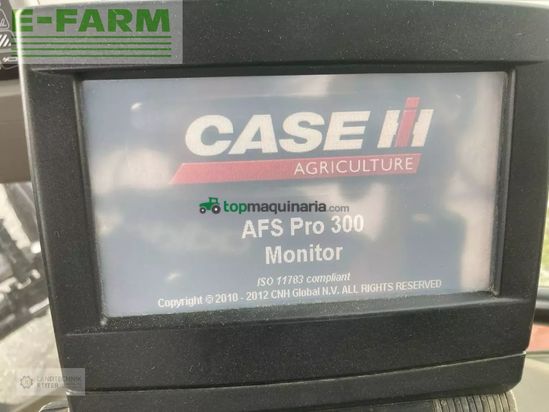 E-FARM
CASE IH
AGRICULTURE
topmaquinaria.com
AFS Pro 300
Monitor
ISO 11783 compliant
Copyright © 2010 - 2012 CNH Global N.V. ALL RIGHTS RESERVED
LANDTECHNIK